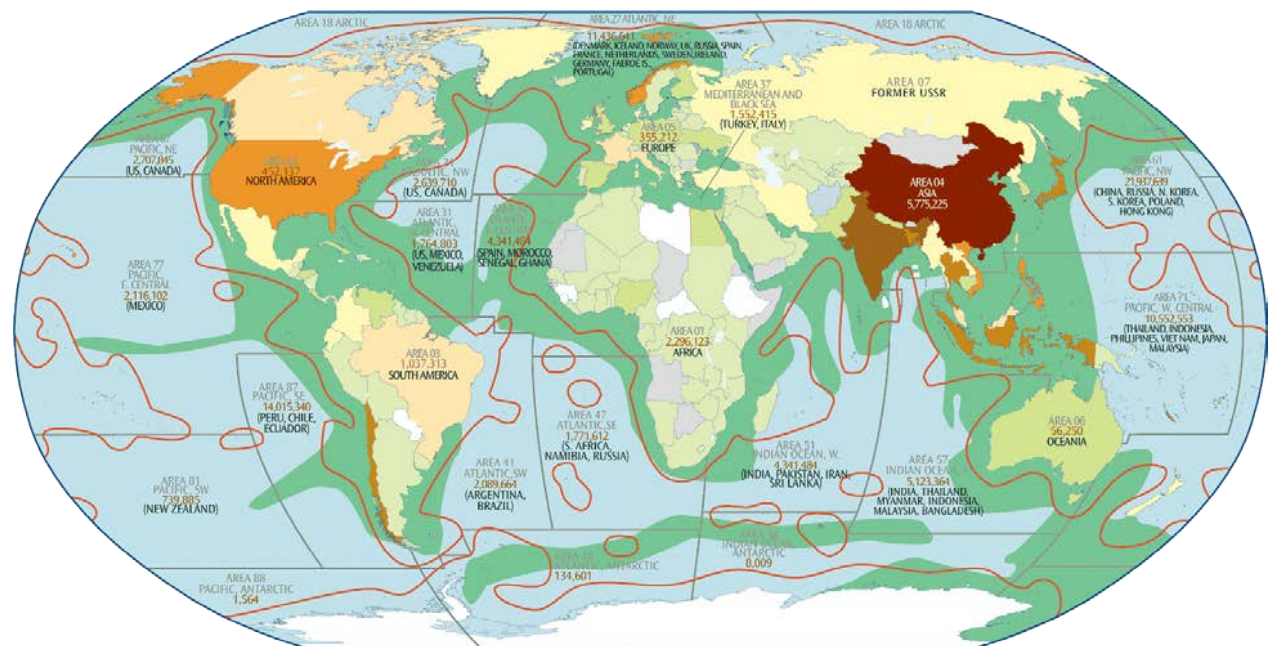 AREA 18 ARCTIC
AREA 27 ATLANTIC, NE
11,436,641
(DENMARK, ICELAND, NORWAY, UK, RUSSIA, SPAIN,
FRANCE, NETHERLANDS, SWEDEN, IRELAND,
GERMANY, FAEROE IS.,
PORTUGAL)
AREA 18 ARCTIC
AREA 07
FORMER USSR
AREA 37
MEDITERRANEAN AND
BLACK SEA
1,552,415
(TURKEY, ITALY)
AREA 05
355,212
EUROPE
PACIFIC, NE
2,707,845
(US, CANADA)
452,137
NORTH AMERICA
NW
2,639,710
(US, CANADA)
AREA 61
PACIFIC, NW
21,937,639
(CHINA, RUSSIA, N. KOREA,
S. KOREA, POLAND,
HONG KONG)
AREA 04
ASIA
5,775,225
AREA 31
ATLANTIC,
CENTRAL
1,764,803
(US, MEXICO,
VENEZUELA)
ATLANTIC,
4,341,484
(SPAIN, MOROCCO,
SENEGAL, GHANA)
AREA 77
PACIFIC,
E. CENTRAL
2,116,102
(MEXICO)
AREA 71
PACIFIC, W. CENTRAL
10,552,553
(THAILAND, INDONESIA,
PHILLIPINES, VIET NAM, JAPAN,
MALAYSIA)
AREA 01
2,296,123
AFRICA
AREA 03
1,037,313
SOUTH AMERICA
AREA 87
PACIFIC, SE
14,015,340
(PERU, CHILE,
ECUADOR)
AREA 47
ATLANTIC, SE
1,771,612
(S. AFRICA,
NAMIBIA, RUSSIA)
AREA 06
56,250
OCEANIA
AREA 51
INDIAN OCEAN, W.
4,341,484
(INDIA, PAKISTAN, IRAN,
SRI LANKA)
AREA 57
INDIAN OCEAN,
5,123,364
(INDIA, THAILAND,
MYANMAR, INDONESIA,
MALAYSIA, BANGLADESH)
AREA 41
ATLANTIC, SW
2,089,664
(ARGENTINA,
BRAZIL)
AREA 01
PACIFIC, SW
739,885
(NEW ZEALAND)
INDIAN OCEAN,
ANTARCTIC
8,009
ATLANTIC, ANTARCTIC
134,601
AREA 88
PACIFIC, ANTARCTIC
1,564